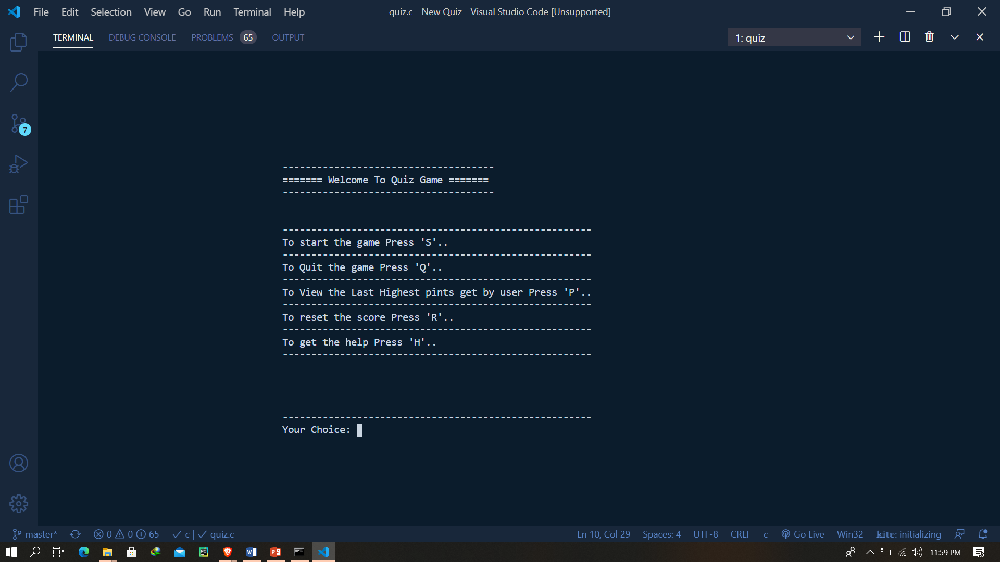 File Edit Selection View Go Run Terminal Help quiz.c - New Quiz - Visual Studio Code [Unsupported]
TERMINAL DEBUG CONSOLE PROBLEMS 65 OUTPUT 1: quiz
7
-------------------------------------
======= Welcome To Quiz Game =======
-------------------------------------
------------------------------------------------------
To start the game Press 'S'..
------------------------------------------------------
To Quit the game Press 'Q'..
------------------------------------------------------
To View the Last Highest pints get by user Press 'P'..
------------------------------------------------------
To reset the score Press 'R'..
------------------------------------------------------
To get the help Press 'H'..
------------------------------------------------------
------------------------------------------------------
Your Choice:
master* 0 0 65 c | quiz.c Ln 10, Col 29 Spaces: 4 UTF-8 CRLF c Go Live Win32 kite: initializing
11:59 PM